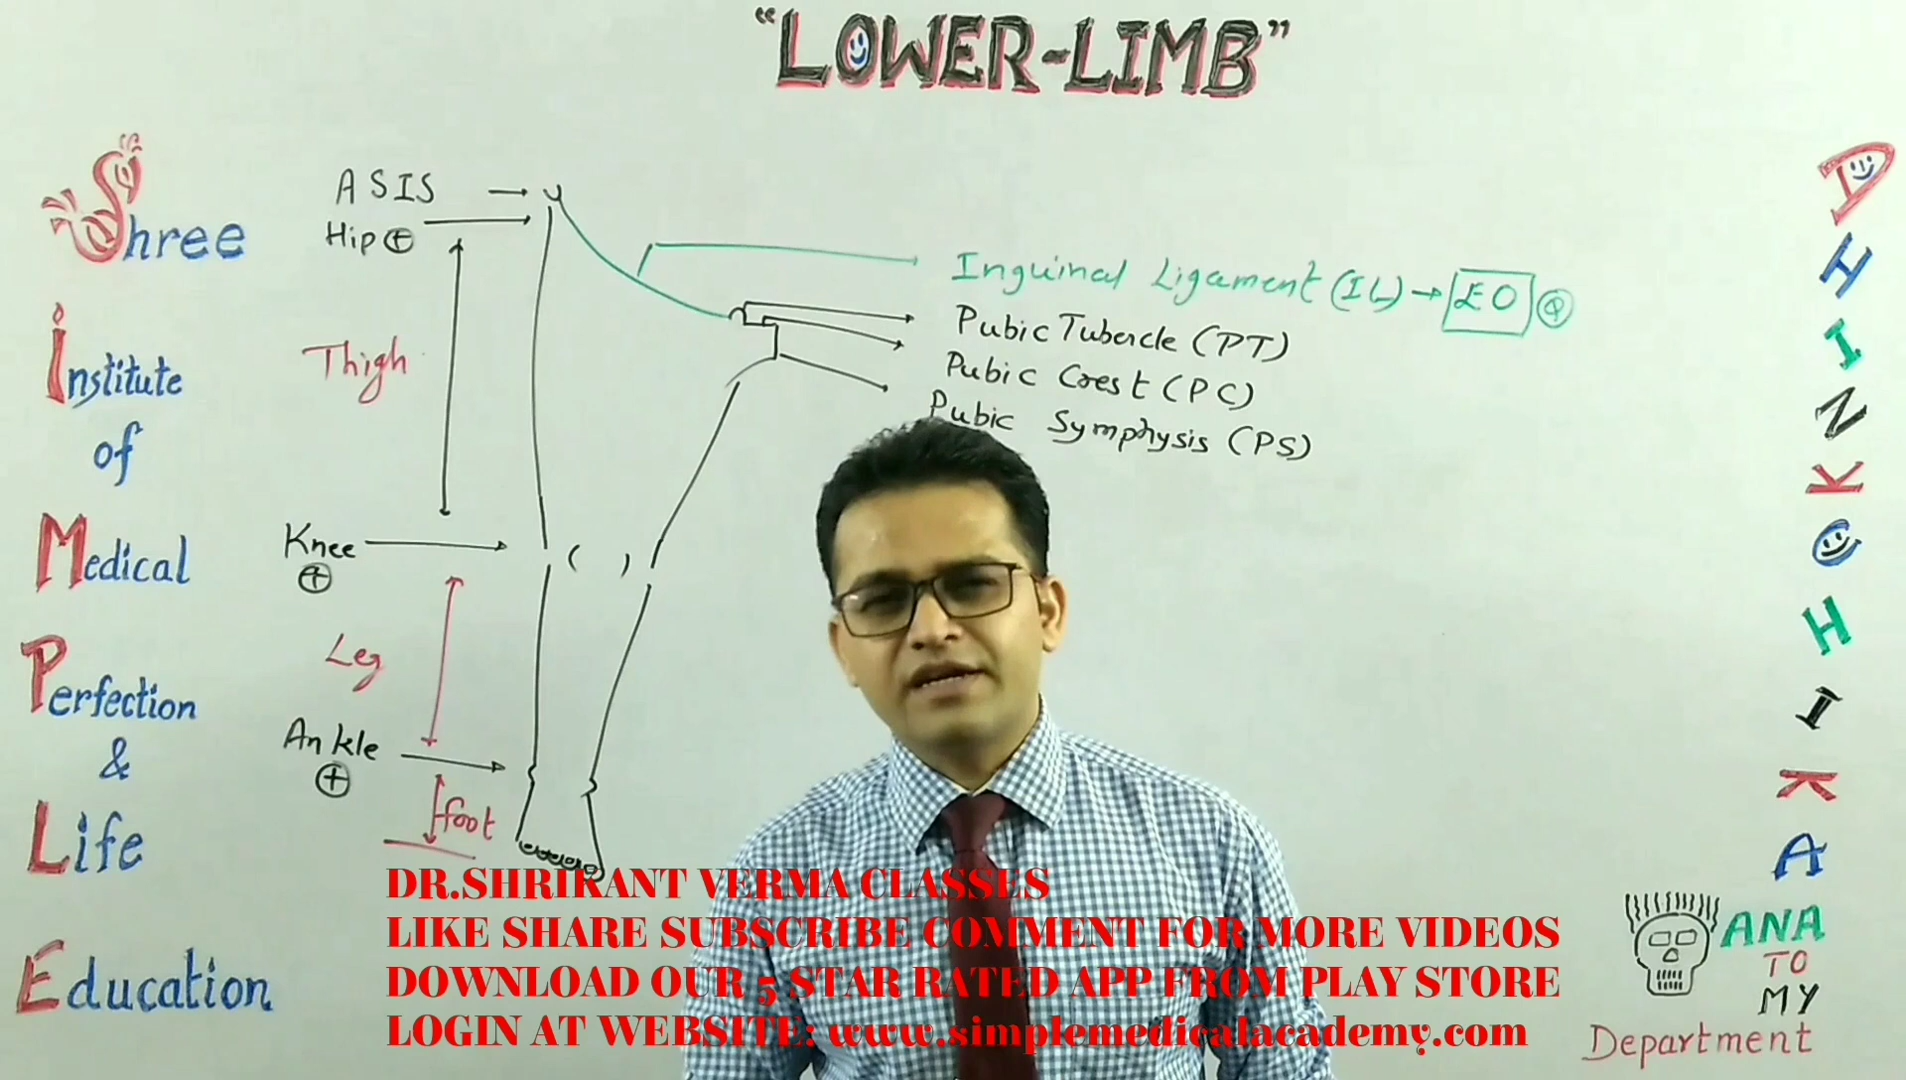 "LOWER-LIMB"
Shree
Institute
of
Medical
Perfection
&
Life
Education
ASIS
Hip
Thigh
Knee
Leg
Ankle
foot
Inguinal Ligament (IL) → EO
Pubic Tubercle (PT)
Pubic Crest (PC)
Pubic Symphysis (PS)
DHINKCHIKA
ANA
TO
MY
Department
DR.SHRIKANT VERMA CLASSES
LIKE SHARE SUBSCRIBE COMMENT FOR MORE VIDEOS
DOWNLOAD OUR 5 STAR RATED APP FROM PLAY STORE
LOGIN AT WEBSITE: www.simplemedicalacademy.com